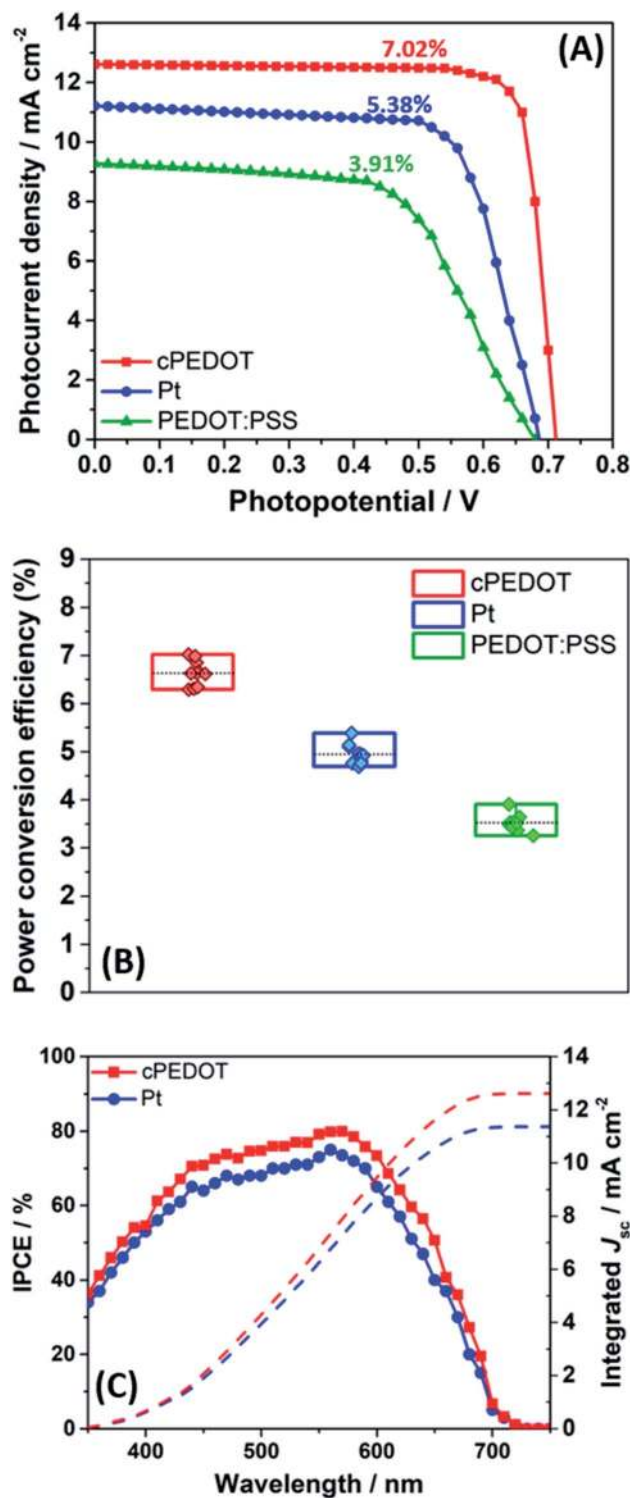 (A)
7.02%
5.38%
3.91%
cPEDOT
Pt
PEDOT:PSS
Photocurrent density / mA cm-2
14
12
10
8
6
4
2
0
0.0 0.1 0.2 0.3 0.4 0.5 0.6 0.7 0.8
Photopotential / V
(B)
Power conversion efficiency (%)
9
8
7
6
5
4
3
2
1
0
cPEDOT
Pt
PEDOT:PSS
(C)
IPCE / %
100
80
60
40
20
0
cPEDOT
Pt
14
12
10
8
6
4
2
0
Integrated Jsc / mA cm-2
400 500 600 700
Wavelength / nm